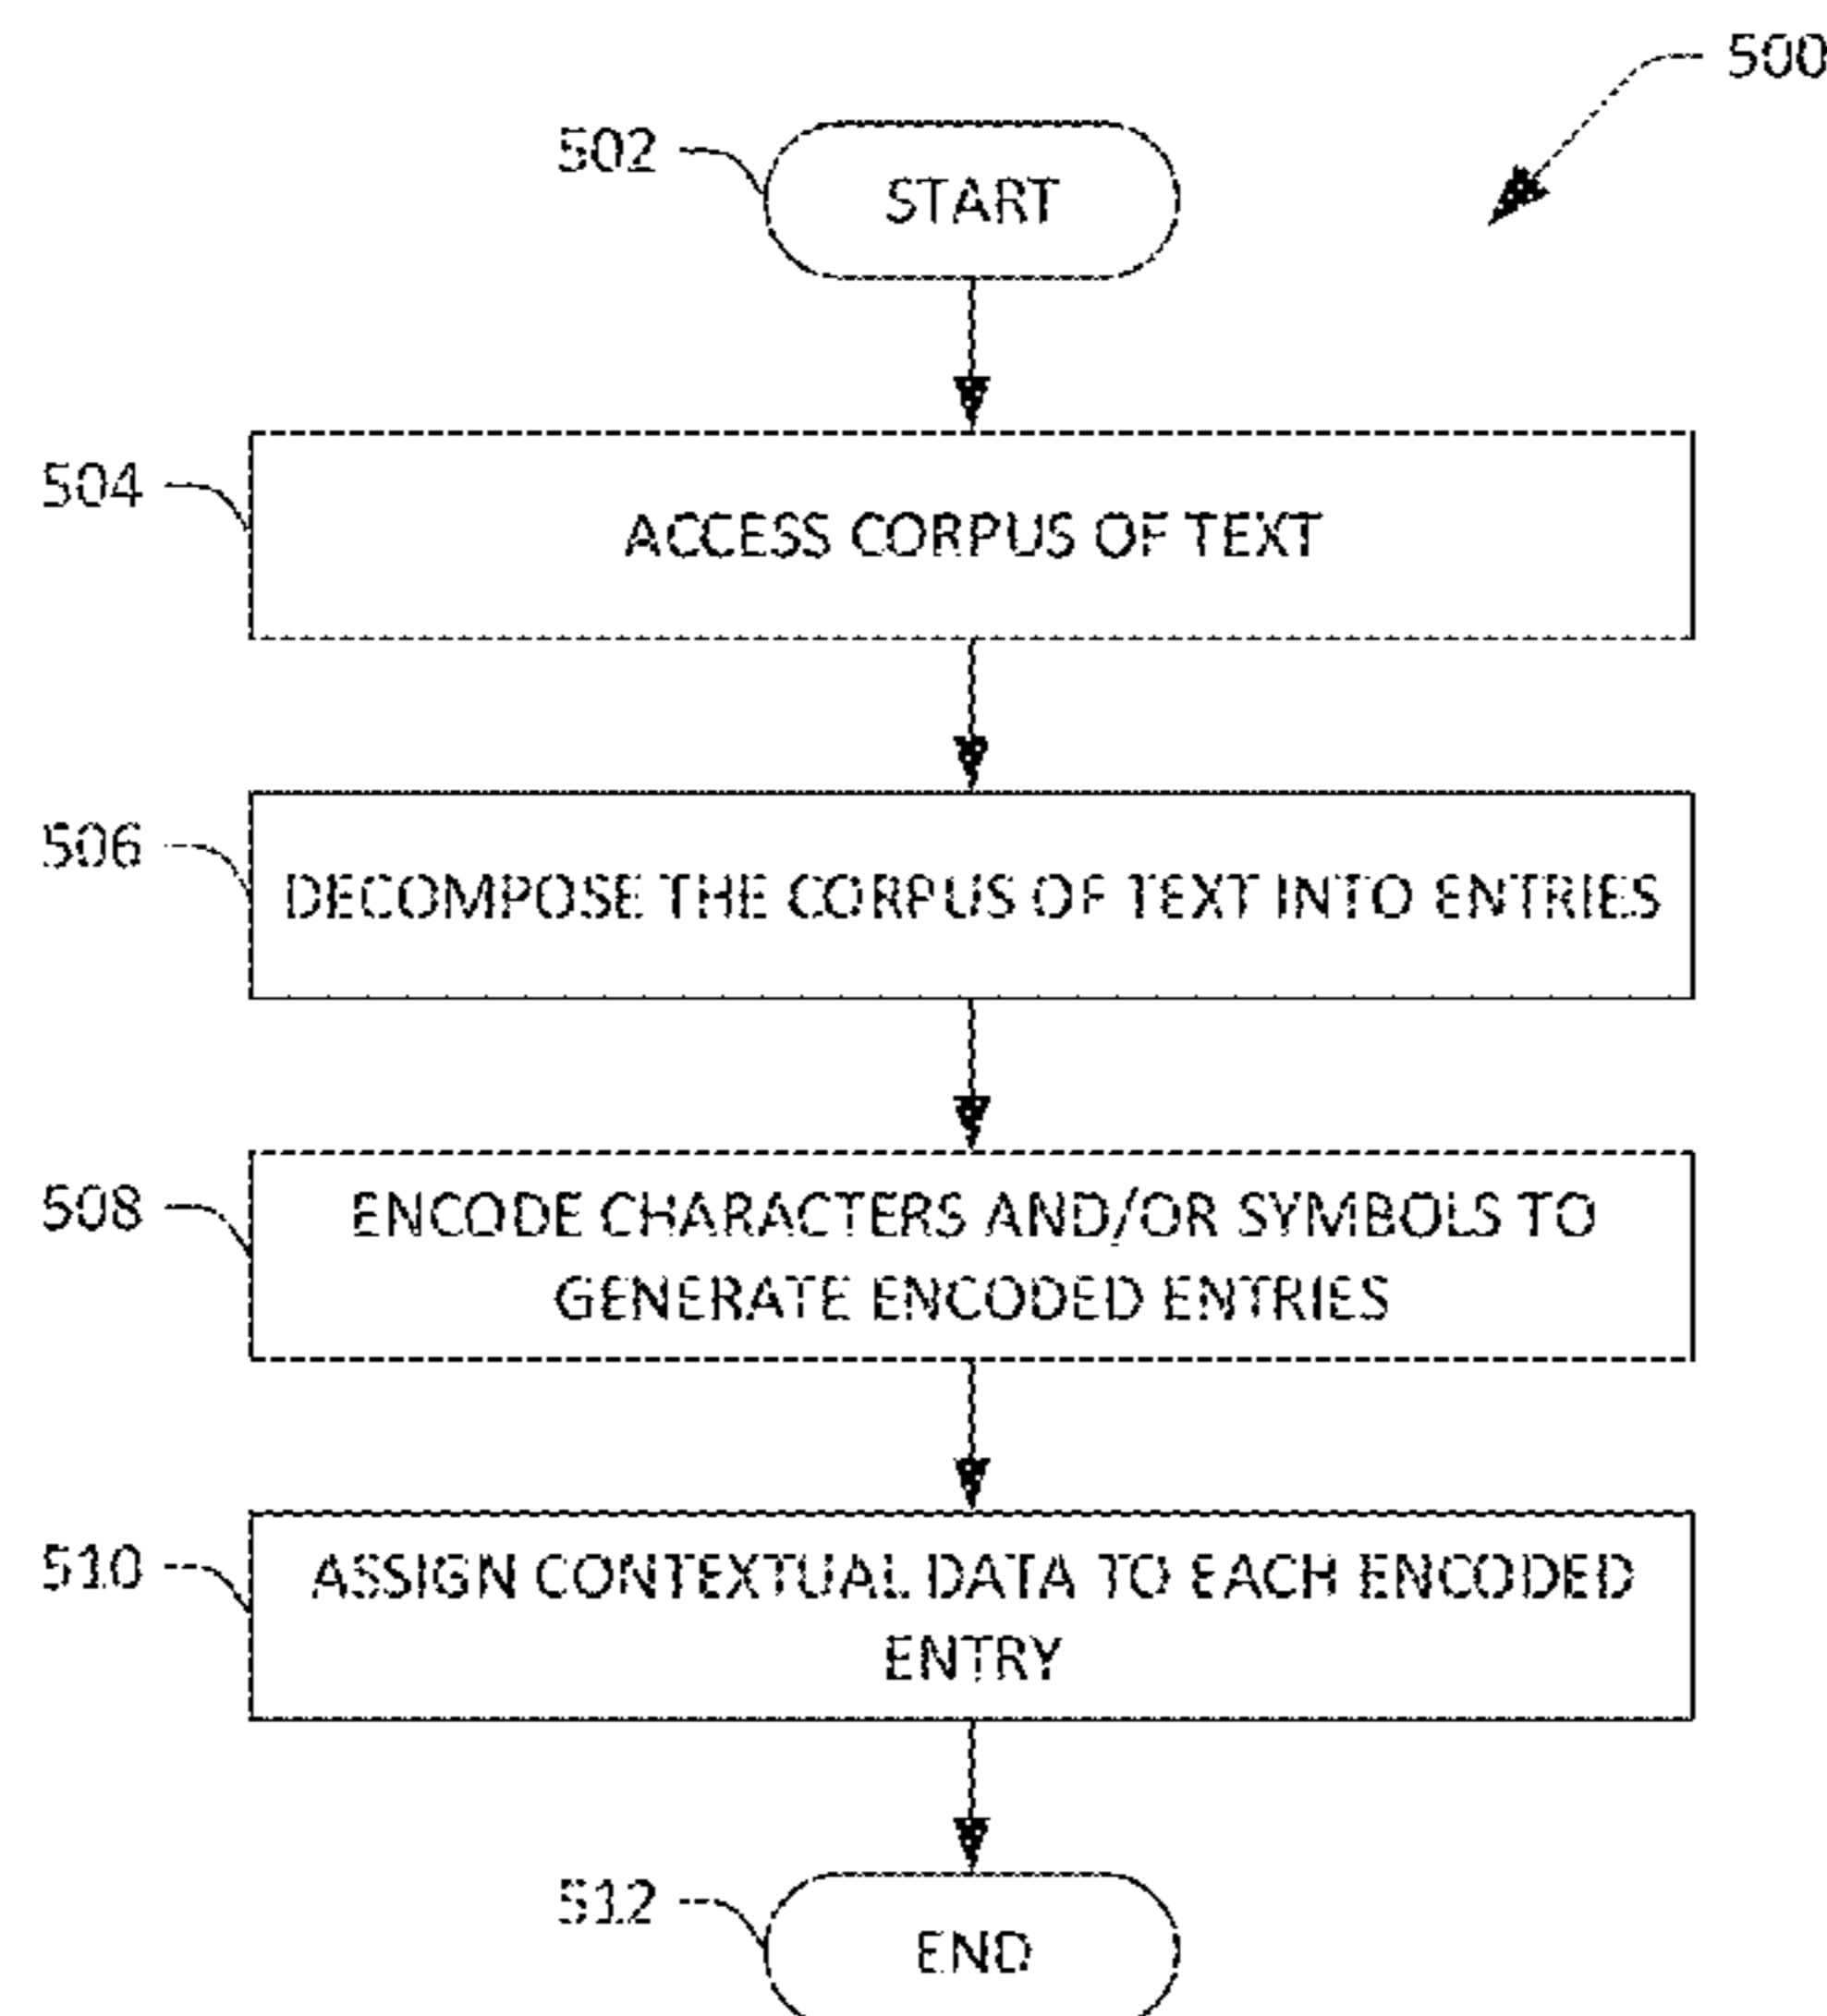 500
502
START
504
ACCESS CORPUS OF TEXT
506
DECOMPOSE THE CORPUS OF TEXT INTO ENTRIES
508
ENCODE CHARACTERS AND/OR SYMBOLS TO
GENERATE ENCODED ENTRIES
510
ASSIGN CONTEXTUAL DATA TO EACH ENCODED
ENTRY
512
END